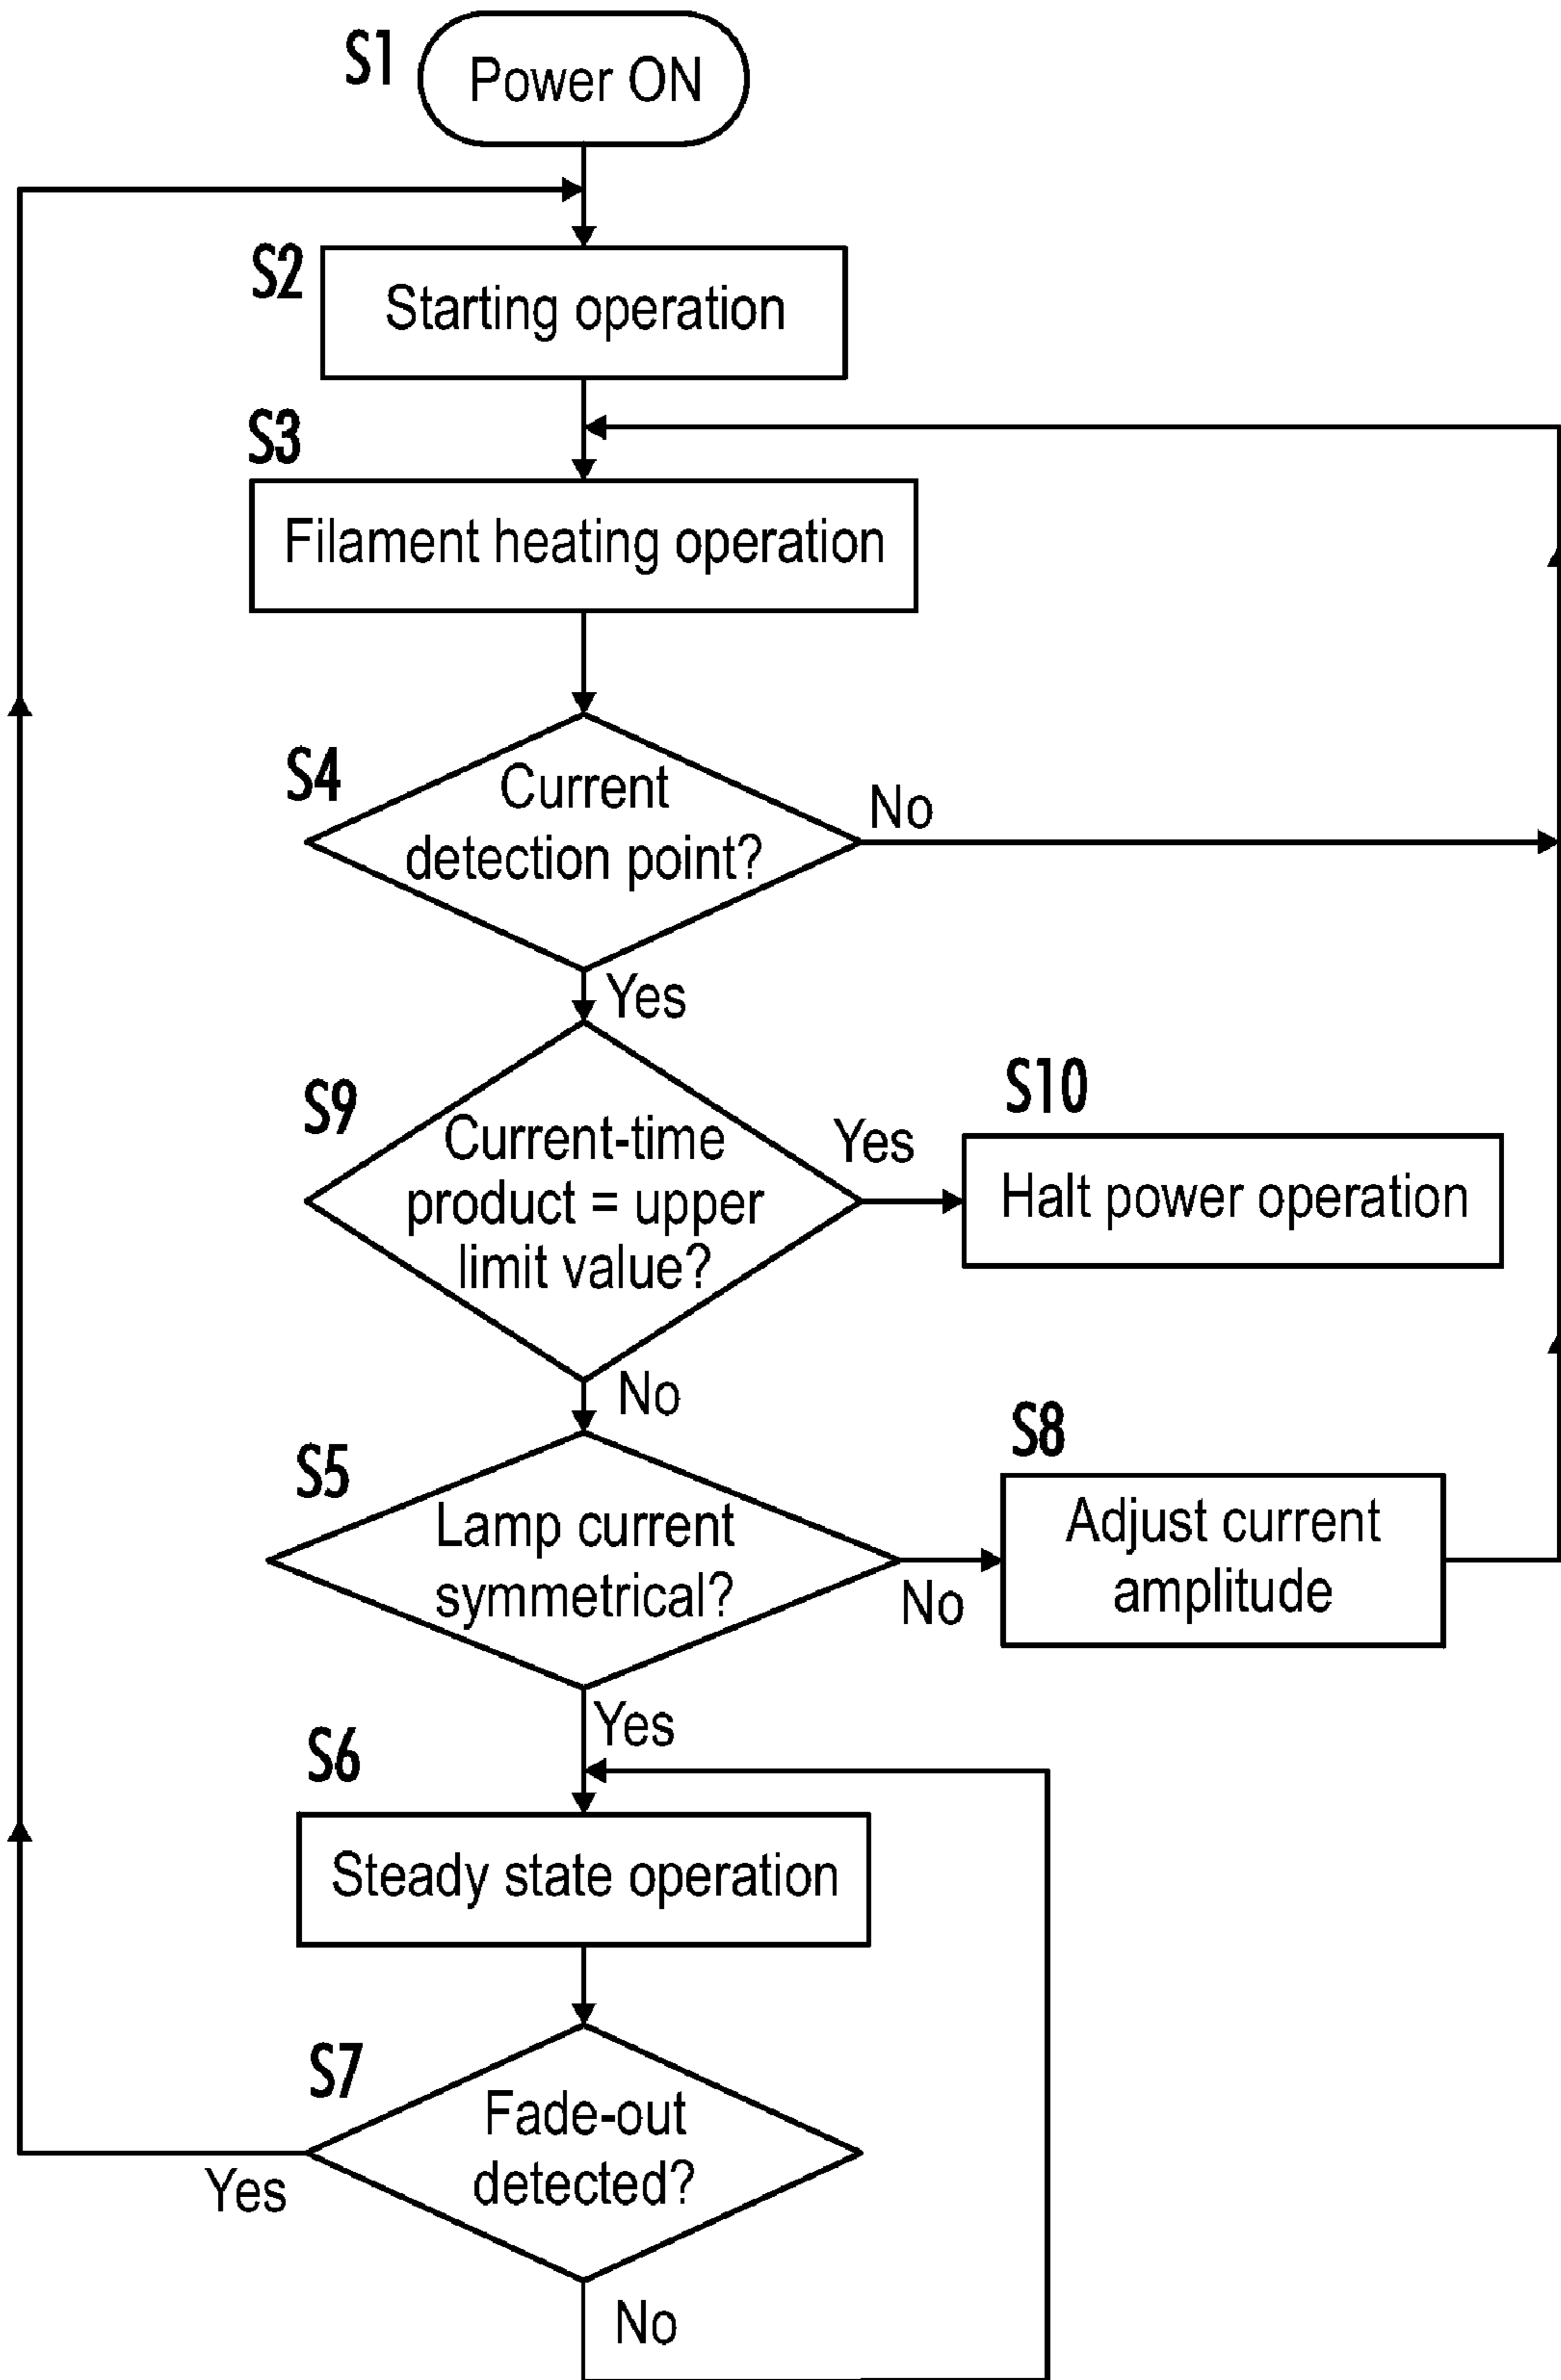 S1
Power ON
S2
Starting operation
S3
Filament heating operation
S4
Current
detection point?
No
Yes
S9
Current-time
product = upper
limit value?
Yes
S10
Halt power operation
No
S5
Lamp current
symmetrical?
No
S8
Adjust current
amplitude
Yes
S6
Steady state operation
S7
Fade-out
detected?
Yes
No